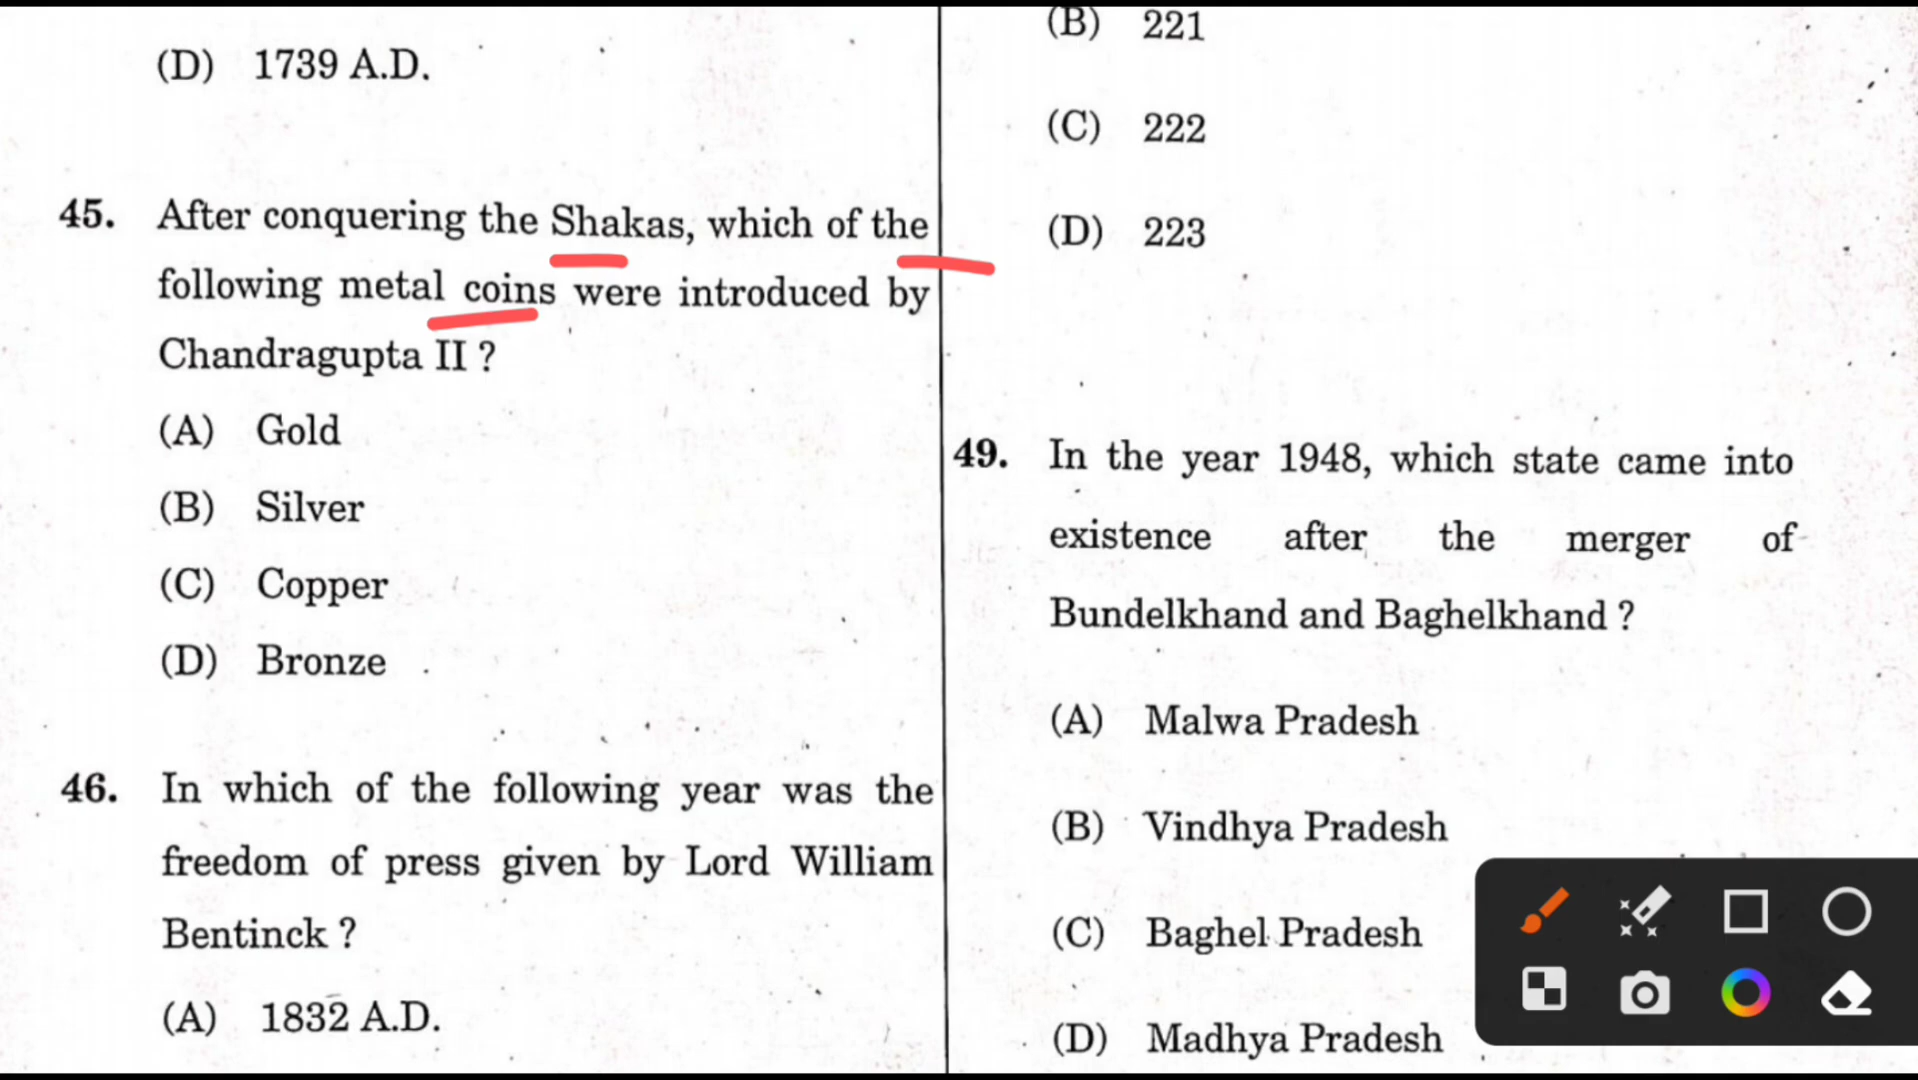 (D) 1739 A.D.
45. After conquering the Shakas, which of the
following metal coins were introduced by
Chandragupta II ?
(A) Gold
(B) Silver
(C) Copper
(D) Bronze
46. In which of the following year was the
freedom of press given by Lord William
Bentinck ?
(A) 1832 A.D.
(B) 221
(C) 222
(D) 223
49. In the year 1948, which state came into
existence after the merger of
Bundelkhand and Baghelkhand ?
(A) Malwa Pradesh
(B) Vindhya Pradesh
(C) Baghel Pradesh
(D) Madhya Pradesh